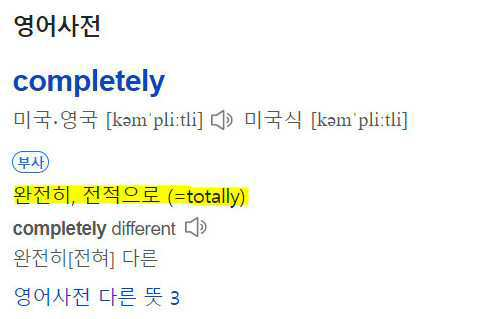 영어사전
completely
미국·영국 [kəmˈpliːtli] 미국식 [kəmˈpliːtli]
부사
완전히, 전적으로 (=totally)
completely different
완전히[전혀] 다른
영어사전 다른 뜻 3